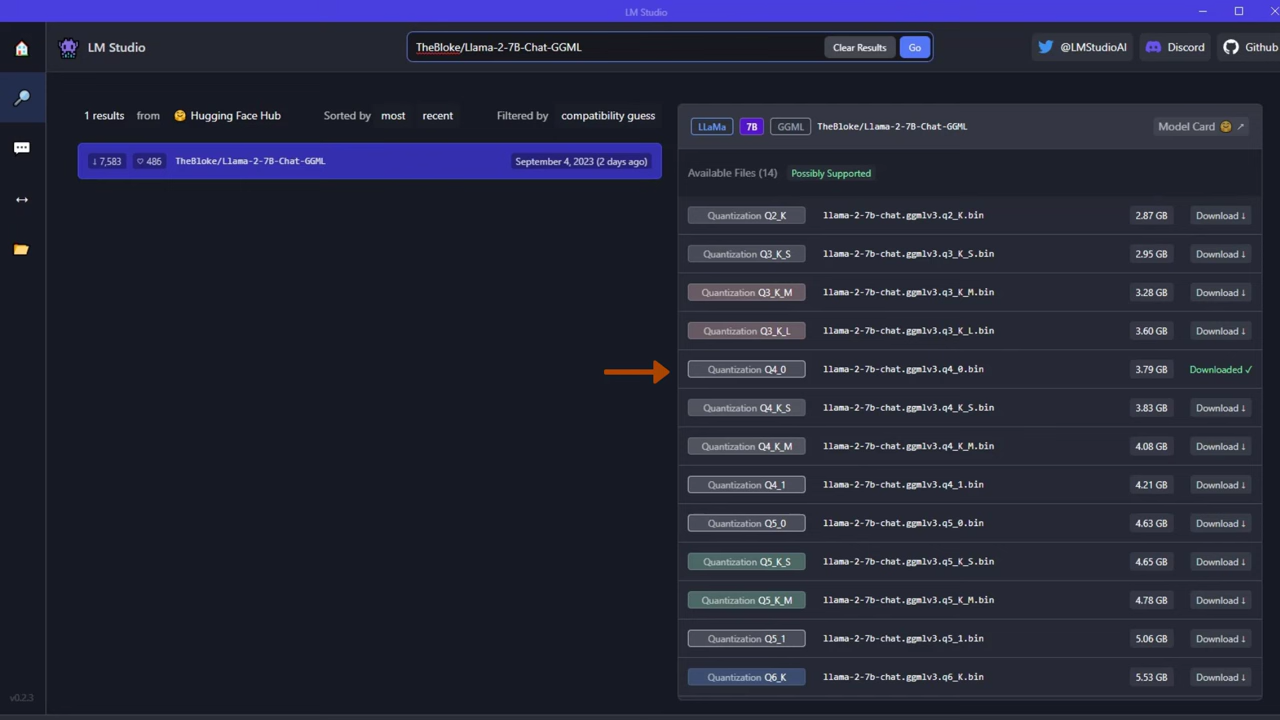 LM Studio
LM Studio
TheBloke/Llama-2-7B-Chat-GGML
Clear Results
Go
@LMStudioAI
Discord
Github
1 results from Hugging Face Hub
Sorted by most recent
Filtered by compatibility guess
↓ 7,583 ♡ 486 TheBloke/Llama-2-7B-Chat-GGML September 4, 2023 (2 days ago)
LLaMa 7B GGML TheBloke/Llama-2-7B-Chat-GGML Model Card ↗
Available Files (14) Possibly Supported
Quantization Q2_K llama-2-7b-chat.ggmlv3.q2_K.bin 2.87 GB Download ↓
Quantization Q3_K_S llama-2-7b-chat.ggmlv3.q3_K_S.bin 2.95 GB Download ↓
Quantization Q3_K_M llama-2-7b-chat.ggmlv3.q3_K_M.bin 3.28 GB Download ↓
Quantization Q3_K_L llama-2-7b-chat.ggmlv3.q3_K_L.bin 3.60 GB Download ↓
Quantization Q4_0 llama-2-7b-chat.ggmlv3.q4_0.bin 3.79 GB Downloaded ✓
Quantization Q4_K_S llama-2-7b-chat.ggmlv3.q4_K_S.bin 3.83 GB Download ↓
Quantization Q4_K_M llama-2-7b-chat.ggmlv3.q4_K_M.bin 4.08 GB Download ↓
Quantization Q4_1 llama-2-7b-chat.ggmlv3.q4_1.bin 4.21 GB Download ↓
Quantization Q5_0 llama-2-7b-chat.ggmlv3.q5_0.bin 4.63 GB Download ↓
Quantization Q5_K_S llama-2-7b-chat.ggmlv3.q5_K_S.bin 4.65 GB Download ↓
Quantization Q5_K_M llama-2-7b-chat.ggmlv3.q5_K_M.bin 4.78 GB Download ↓
Quantization Q5_1 llama-2-7b-chat.ggmlv3.q5_1.bin 5.06 GB Download ↓
Quantization Q6_K llama-2-7b-chat.ggmlv3.q6_K.bin 5.53 GB Download ↓
v0.2.3